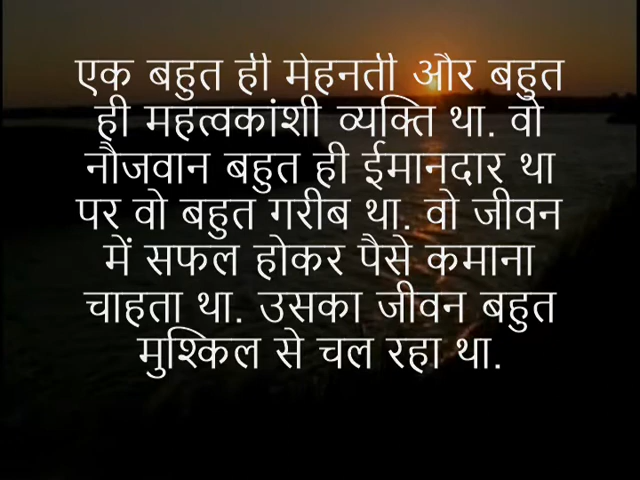 एक बहुत ही मेहनती और बहुत
ही महत्वकांशी व्यक्ति था. वो
नौजवान बहुत ही ईमानदार था
पर वो बहुत गरीब था. वो जीवन
में सफल होकर पैसे कमाना
चाहता था. उसका जीवन बहुत
मुश्किल से चल रहा था.